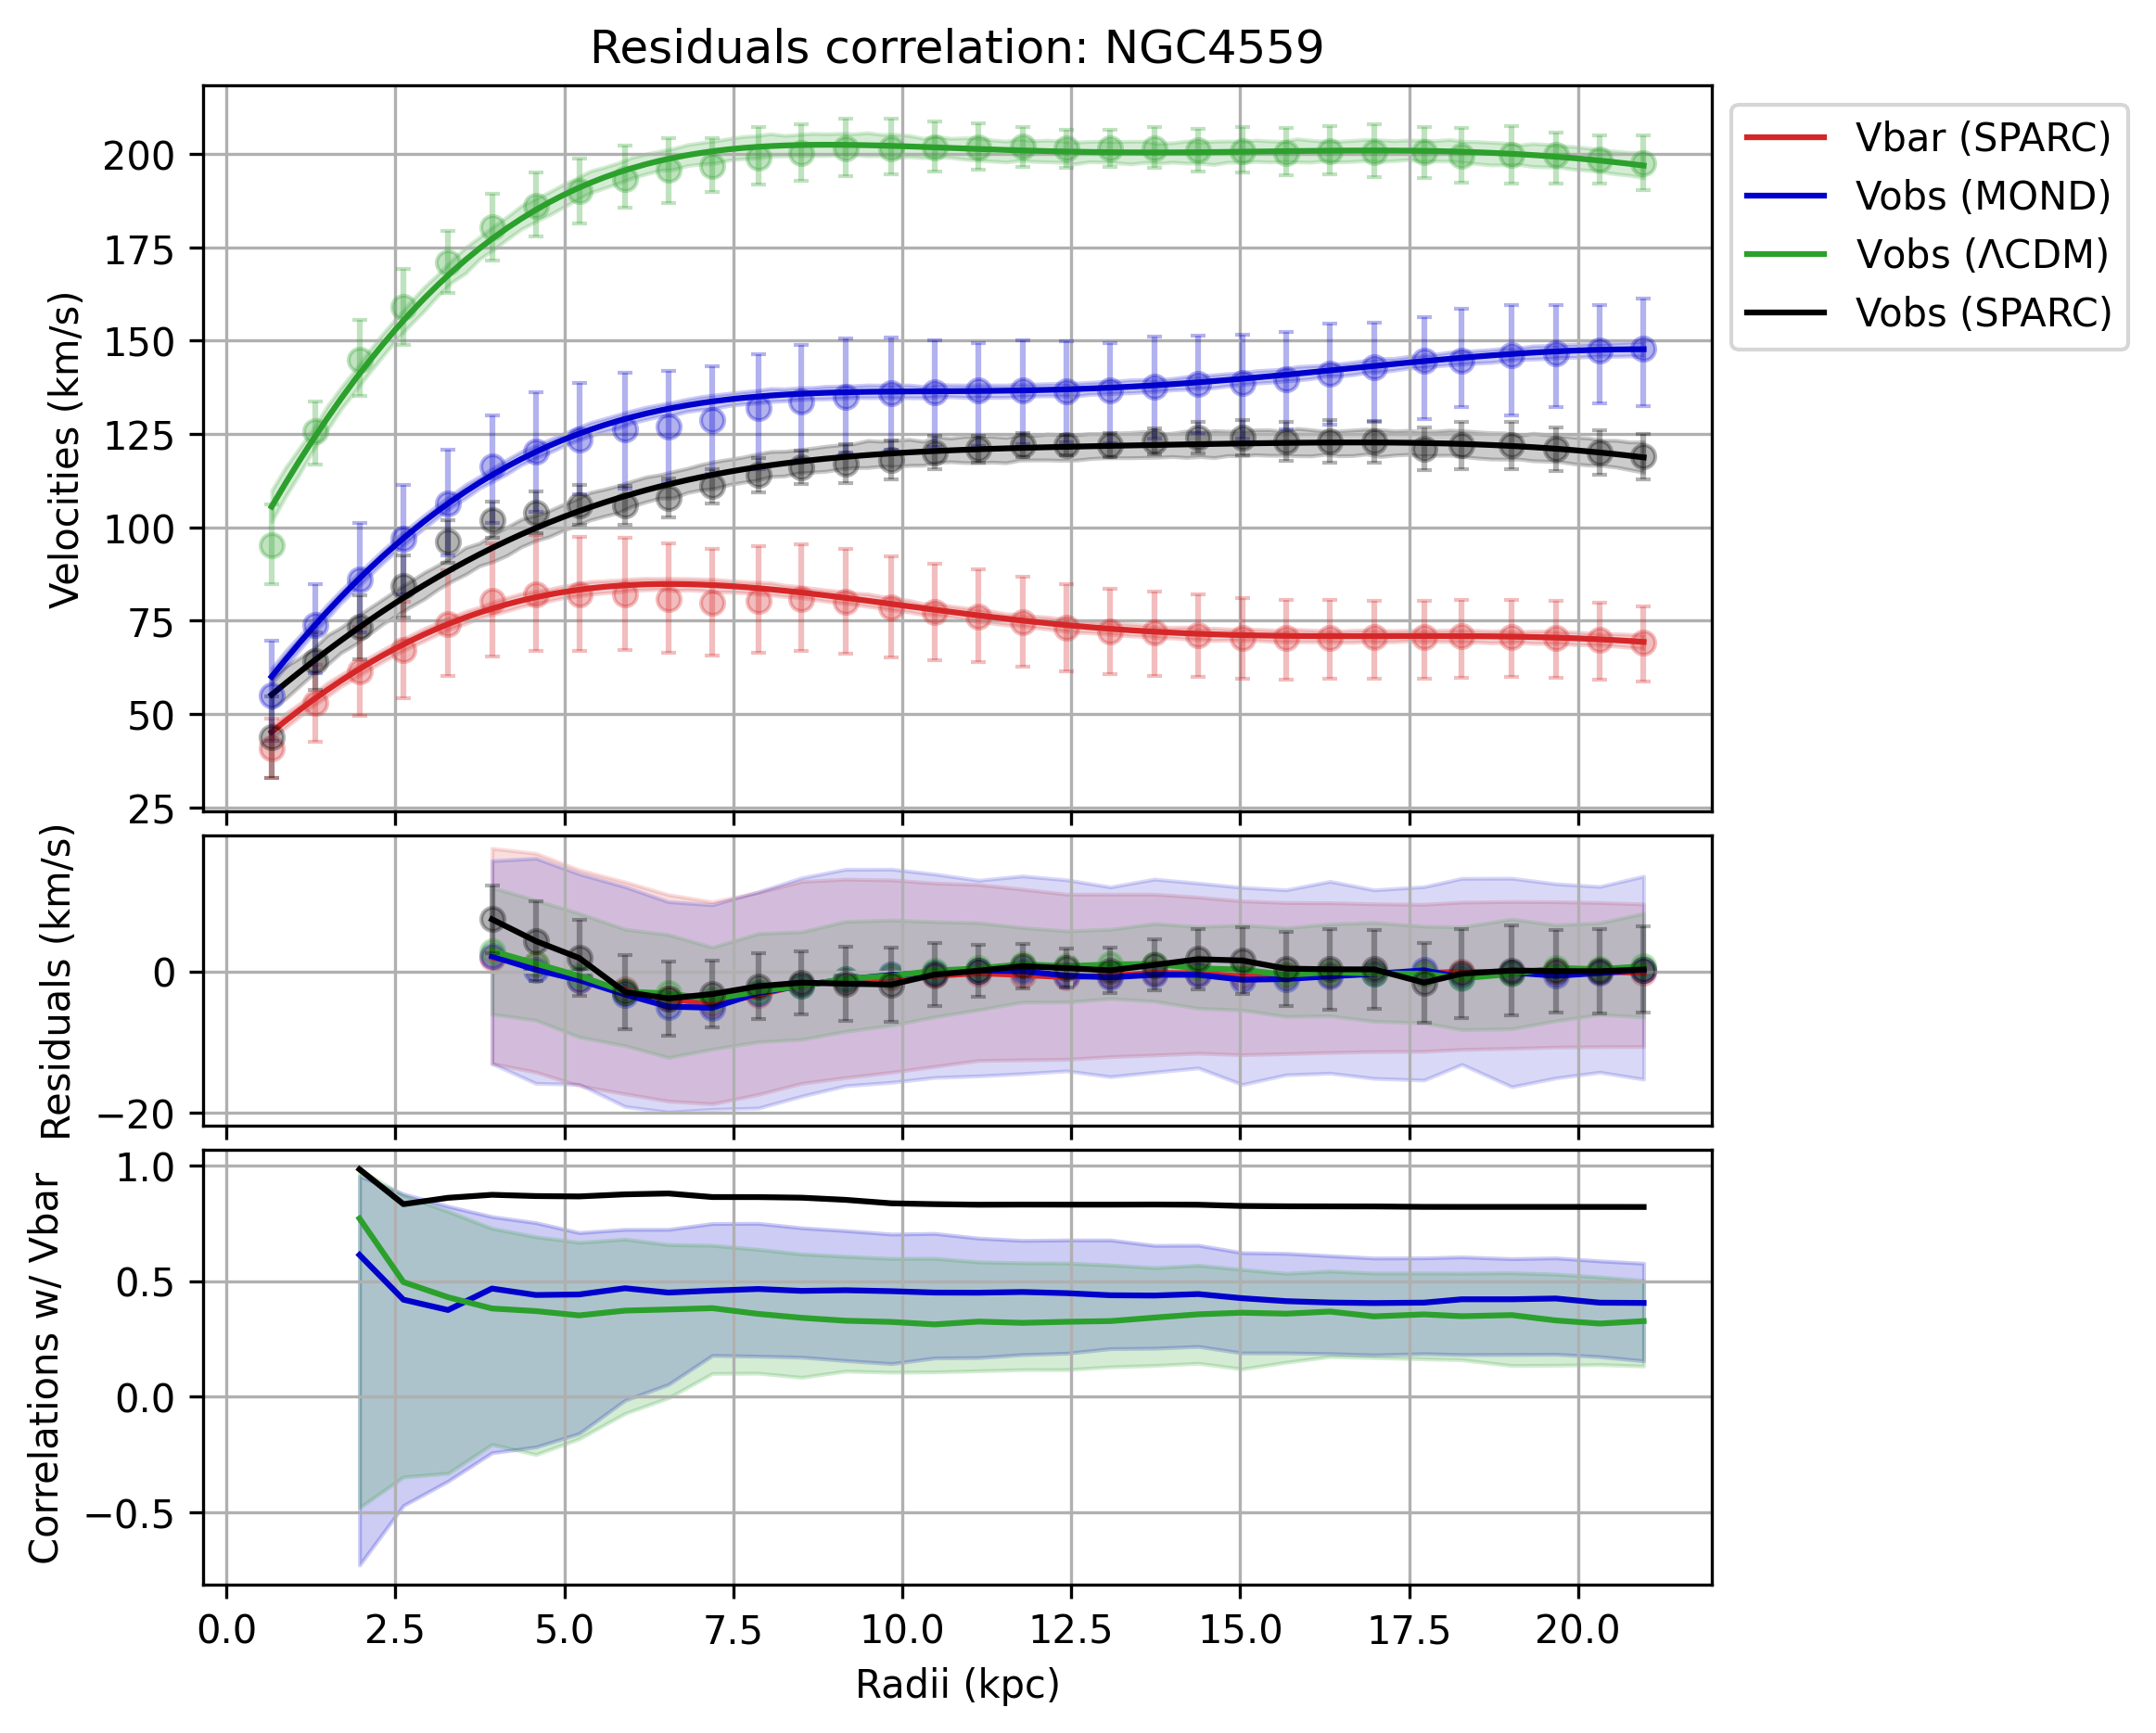 Residuals correlation: NGC4559
Velocities (km/s)
200
175
150
125
100
75
50
25
Vbar (SPARC)
Vobs (MOND)
Vobs (ΛCDM)
Vobs (SPARC)
Residuals (km/s)
0
−20
Correlations w/ Vbar
1.0
0.5
0.0
−0.5
0.0 2.5 5.0 7.5 10.0 12.5 15.0 17.5 20.0
Radii (kpc)